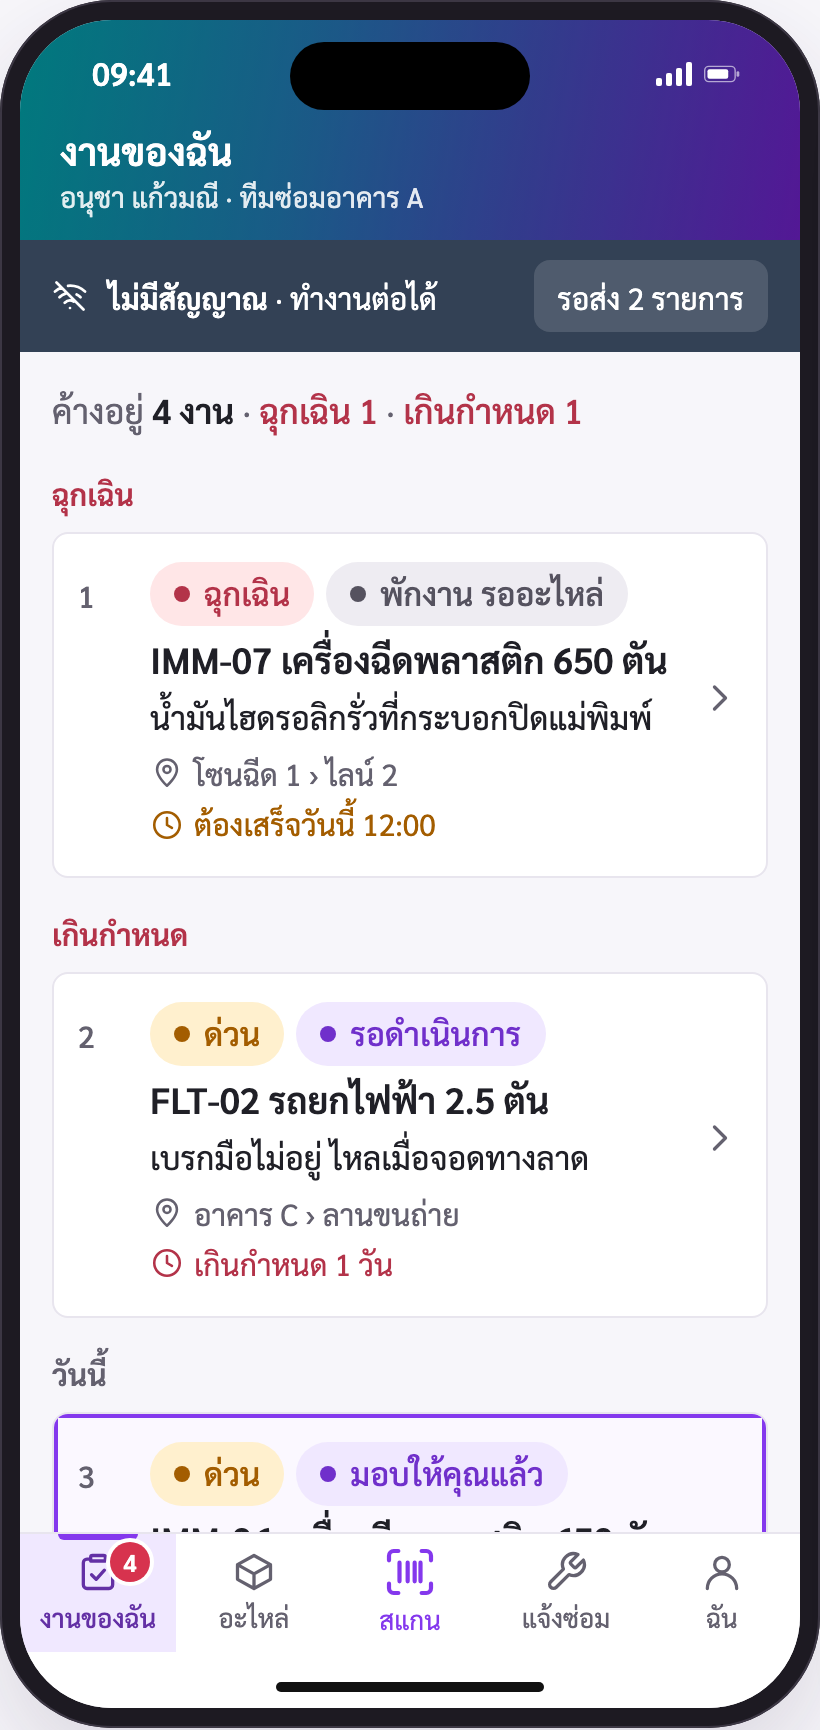 09:41
งานของฉัน
อนุชา แก้วมณี · ทีมซ่อมอาคาร A
ไม่มีสัญญาณ · ทำงานต่อได้
รอส่ง 2 รายการ
ค้างอยู่ 4 งาน · ฉุกเฉิน 1 · เกินกำหนด 1
ฉุกเฉิน
1
ฉุกเฉิน
พักงาน รออะไหล่
IMM-07 เครื่องฉีดพลาสติก 650 ตัน
น้ำมันไฮดรอลิกรั่วที่กระบอกปิดแม่พิมพ์
โซนฉีด 1 › ไลน์ 2
ต้องเสร็จวันนี้ 12:00
เกินกำหนด
2
ด่วน
รอดำเนินการ
FLT-02 รถยกไฟฟ้า 2.5 ตัน
เบรกมือไม่อยู่ ไหลเมื่อจอดทางลาด
อาคาร C › ลานขนถ่าย
เกินกำหนด 1 วัน
วันนี้
3
ด่วน
มอบให้คุณแล้ว
4
งานของฉัน
อะไหล่
สแกน
แจ้งซ่อม
ฉัน